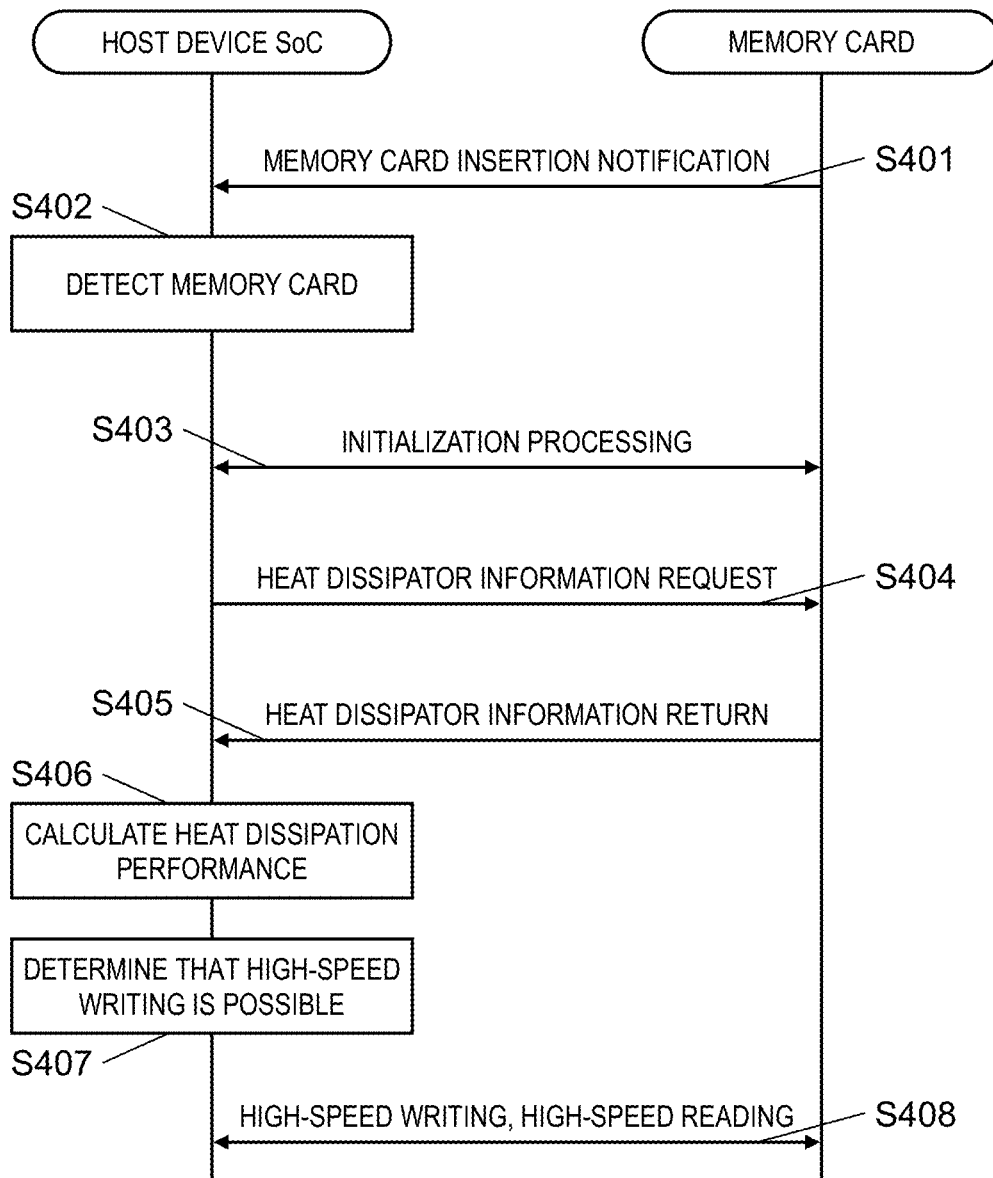 HOST DEVICE SoC
MEMORY CARD
MEMORY CARD INSERTION NOTIFICATION
S401
S402
DETECT MEMORY CARD
S403
INITIALIZATION PROCESSING
HEAT DISSIPATOR INFORMATION REQUEST
S404
S405
HEAT DISSIPATOR INFORMATION RETURN
S406
CALCULATE HEAT DISSIPATION
PERFORMANCE
DETERMINE THAT HIGH-SPEED
WRITING IS POSSIBLE
S407
HIGH-SPEED WRITING, HIGH-SPEED READING
S408